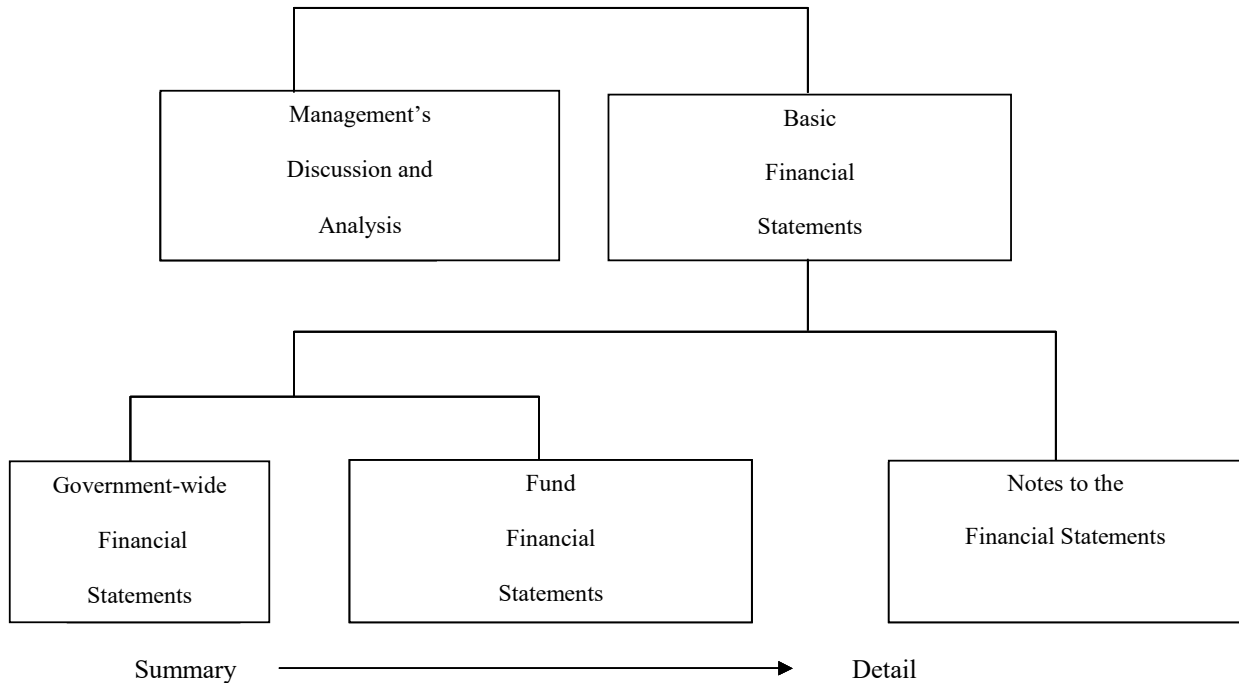 Management’s
Discussion and
Analysis
Basic
Financial
Statements
Government-wide
Financial
Statements
Fund
Financial
Statements
Notes to the
Financial Statements
Summary
Detail